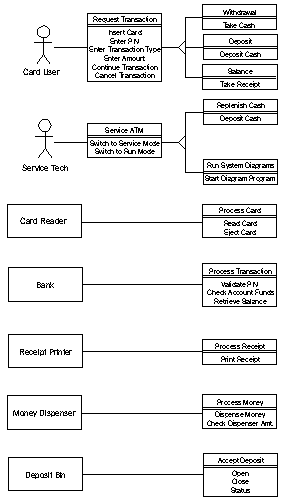 Request Transaction
Insert Card
Enter PIN
Enter Transaction Type
Enter Amount
Continue Transaction
Cancel Transaction
Card User
Withdrawal
Take Cash
Deposit
Deposit Cash
Balance
Take Receipt
Service ATM
Switch to Service Mode
Switch to Run Mode
Service Tech
Replenish Cash
Deposit Cash
Run System Diagrams
Start Diagram Program
Card Reader
Process Card
Read Card
Eject Card
Bank
Process Transaction
Validate PIN
Check Account Funds
Retrieve Balance
Receipt Printer
Process Receipt
Print Receipt
Money Dispenser
Process Money
Dispense Money
Check Dispenser Amt.
Deposit Bin
Accept Deposit
Open
Close
Status